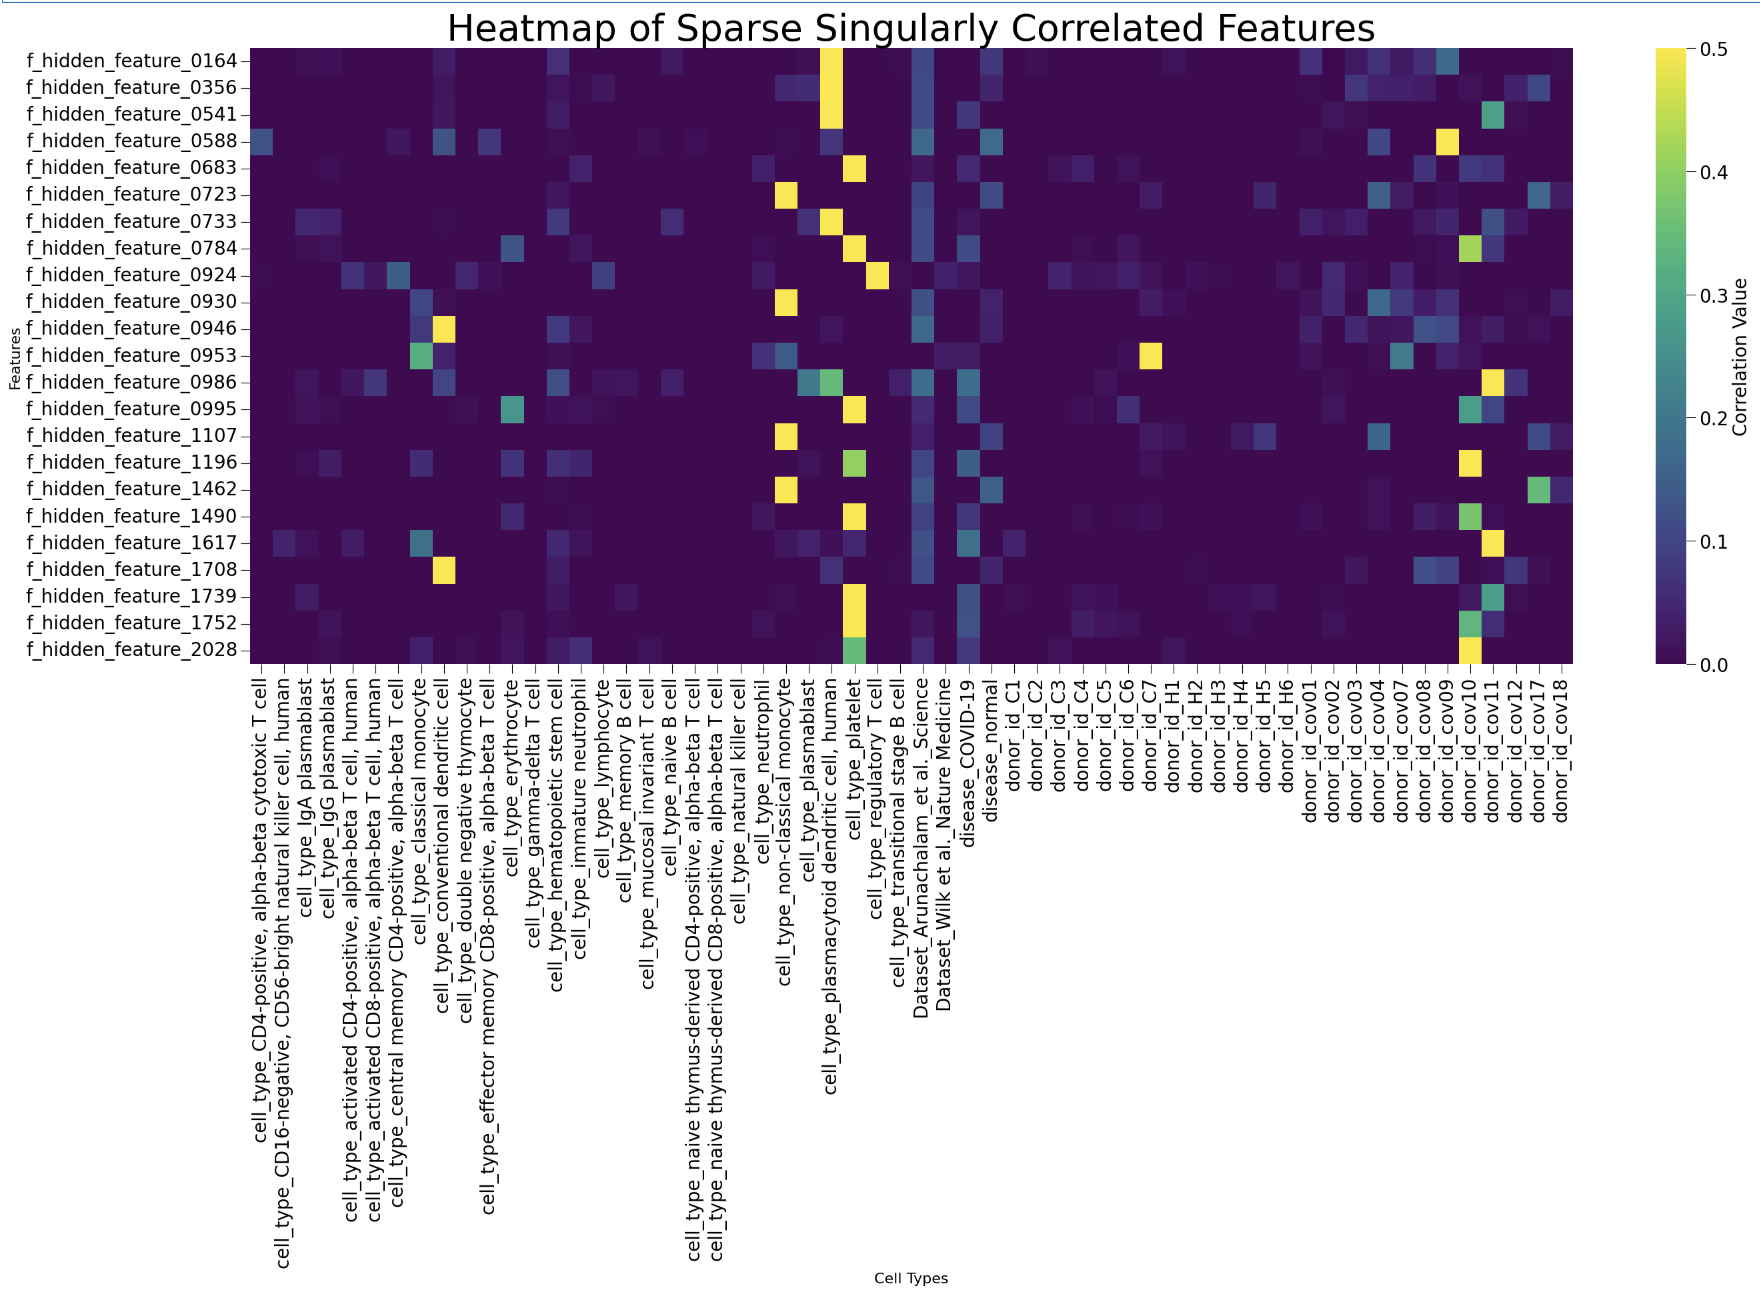 Heatmap of Sparse Singularly Correlated Features
f_hidden_feature_0164
f_hidden_feature_0356
f_hidden_feature_0541
f_hidden_feature_0588
f_hidden_feature_0683
f_hidden_feature_0723
f_hidden_feature_0733
f_hidden_feature_0784
f_hidden_feature_0924
f_hidden_feature_0930
f_hidden_feature_0946
f_hidden_feature_0953
f_hidden_feature_0986
f_hidden_feature_0995
f_hidden_feature_1107
f_hidden_feature_1196
f_hidden_feature_1462
f_hidden_feature_1490
f_hidden_feature_1617
f_hidden_feature_1708
f_hidden_feature_1739
f_hidden_feature_1752
f_hidden_feature_2028
Features
cell_type_CD4-positive, alpha-beta cytotoxic T cell
cell_type_CD16-negative, CD56-bright natural killer cell, human
cell_type_IgA plasmablast
cell_type_IgG plasmablast
cell_type_activated CD4-positive, alpha-beta T cell, human
cell_type_activated CD8-positive, alpha-beta T cell, human
cell_type_central memory CD4-positive, alpha-beta T cell
cell_type_classical monocyte
cell_type_conventional dendritic cell
cell_type_double negative thymocyte
cell_type_effector memory CD8-positive, alpha-beta T cell
cell_type_erythrocyte
cell_type_gamma-delta T cell
cell_type_hematopoietic stem cell
cell_type_immature neutrophil
cell_type_lymphocyte
cell_type_memory B cell
cell_type_mucosal invariant T cell
cell_type_naive B cell
cell_type_naive thymus-derived CD4-positive, alpha-beta T cell
cell_type_naive thymus-derived CD8-positive, alpha-beta T cell
cell_type_natural killer cell
cell_type_neutrophil
cell_type_non-classical monocyte
cell_type_plasmablast
cell_type_plasmacytoid dendritic cell, human
cell_type_platelet
cell_type_regulatory T cell
cell_type_transitional stage B cell
Dataset_Arunachalam et al._Science
Dataset_Wilk et al._Nature Medicine
disease_COVID-19
disease_normal
donor_id_C1
donor_id_C2
donor_id_C3
donor_id_C4
donor_id_C5
donor_id_C6
donor_id_C7
donor_id_H1
donor_id_H2
donor_id_H3
donor_id_H4
donor_id_H5
donor_id_H6
donor_id_cov01
donor_id_cov02
donor_id_cov03
donor_id_cov04
donor_id_cov07
donor_id_cov08
donor_id_cov09
donor_id_cov10
donor_id_cov11
donor_id_cov12
donor_id_cov17
donor_id_cov18
Cell Types
0.5
0.4
0.3
0.2
0.1
0.0
Correlation Value